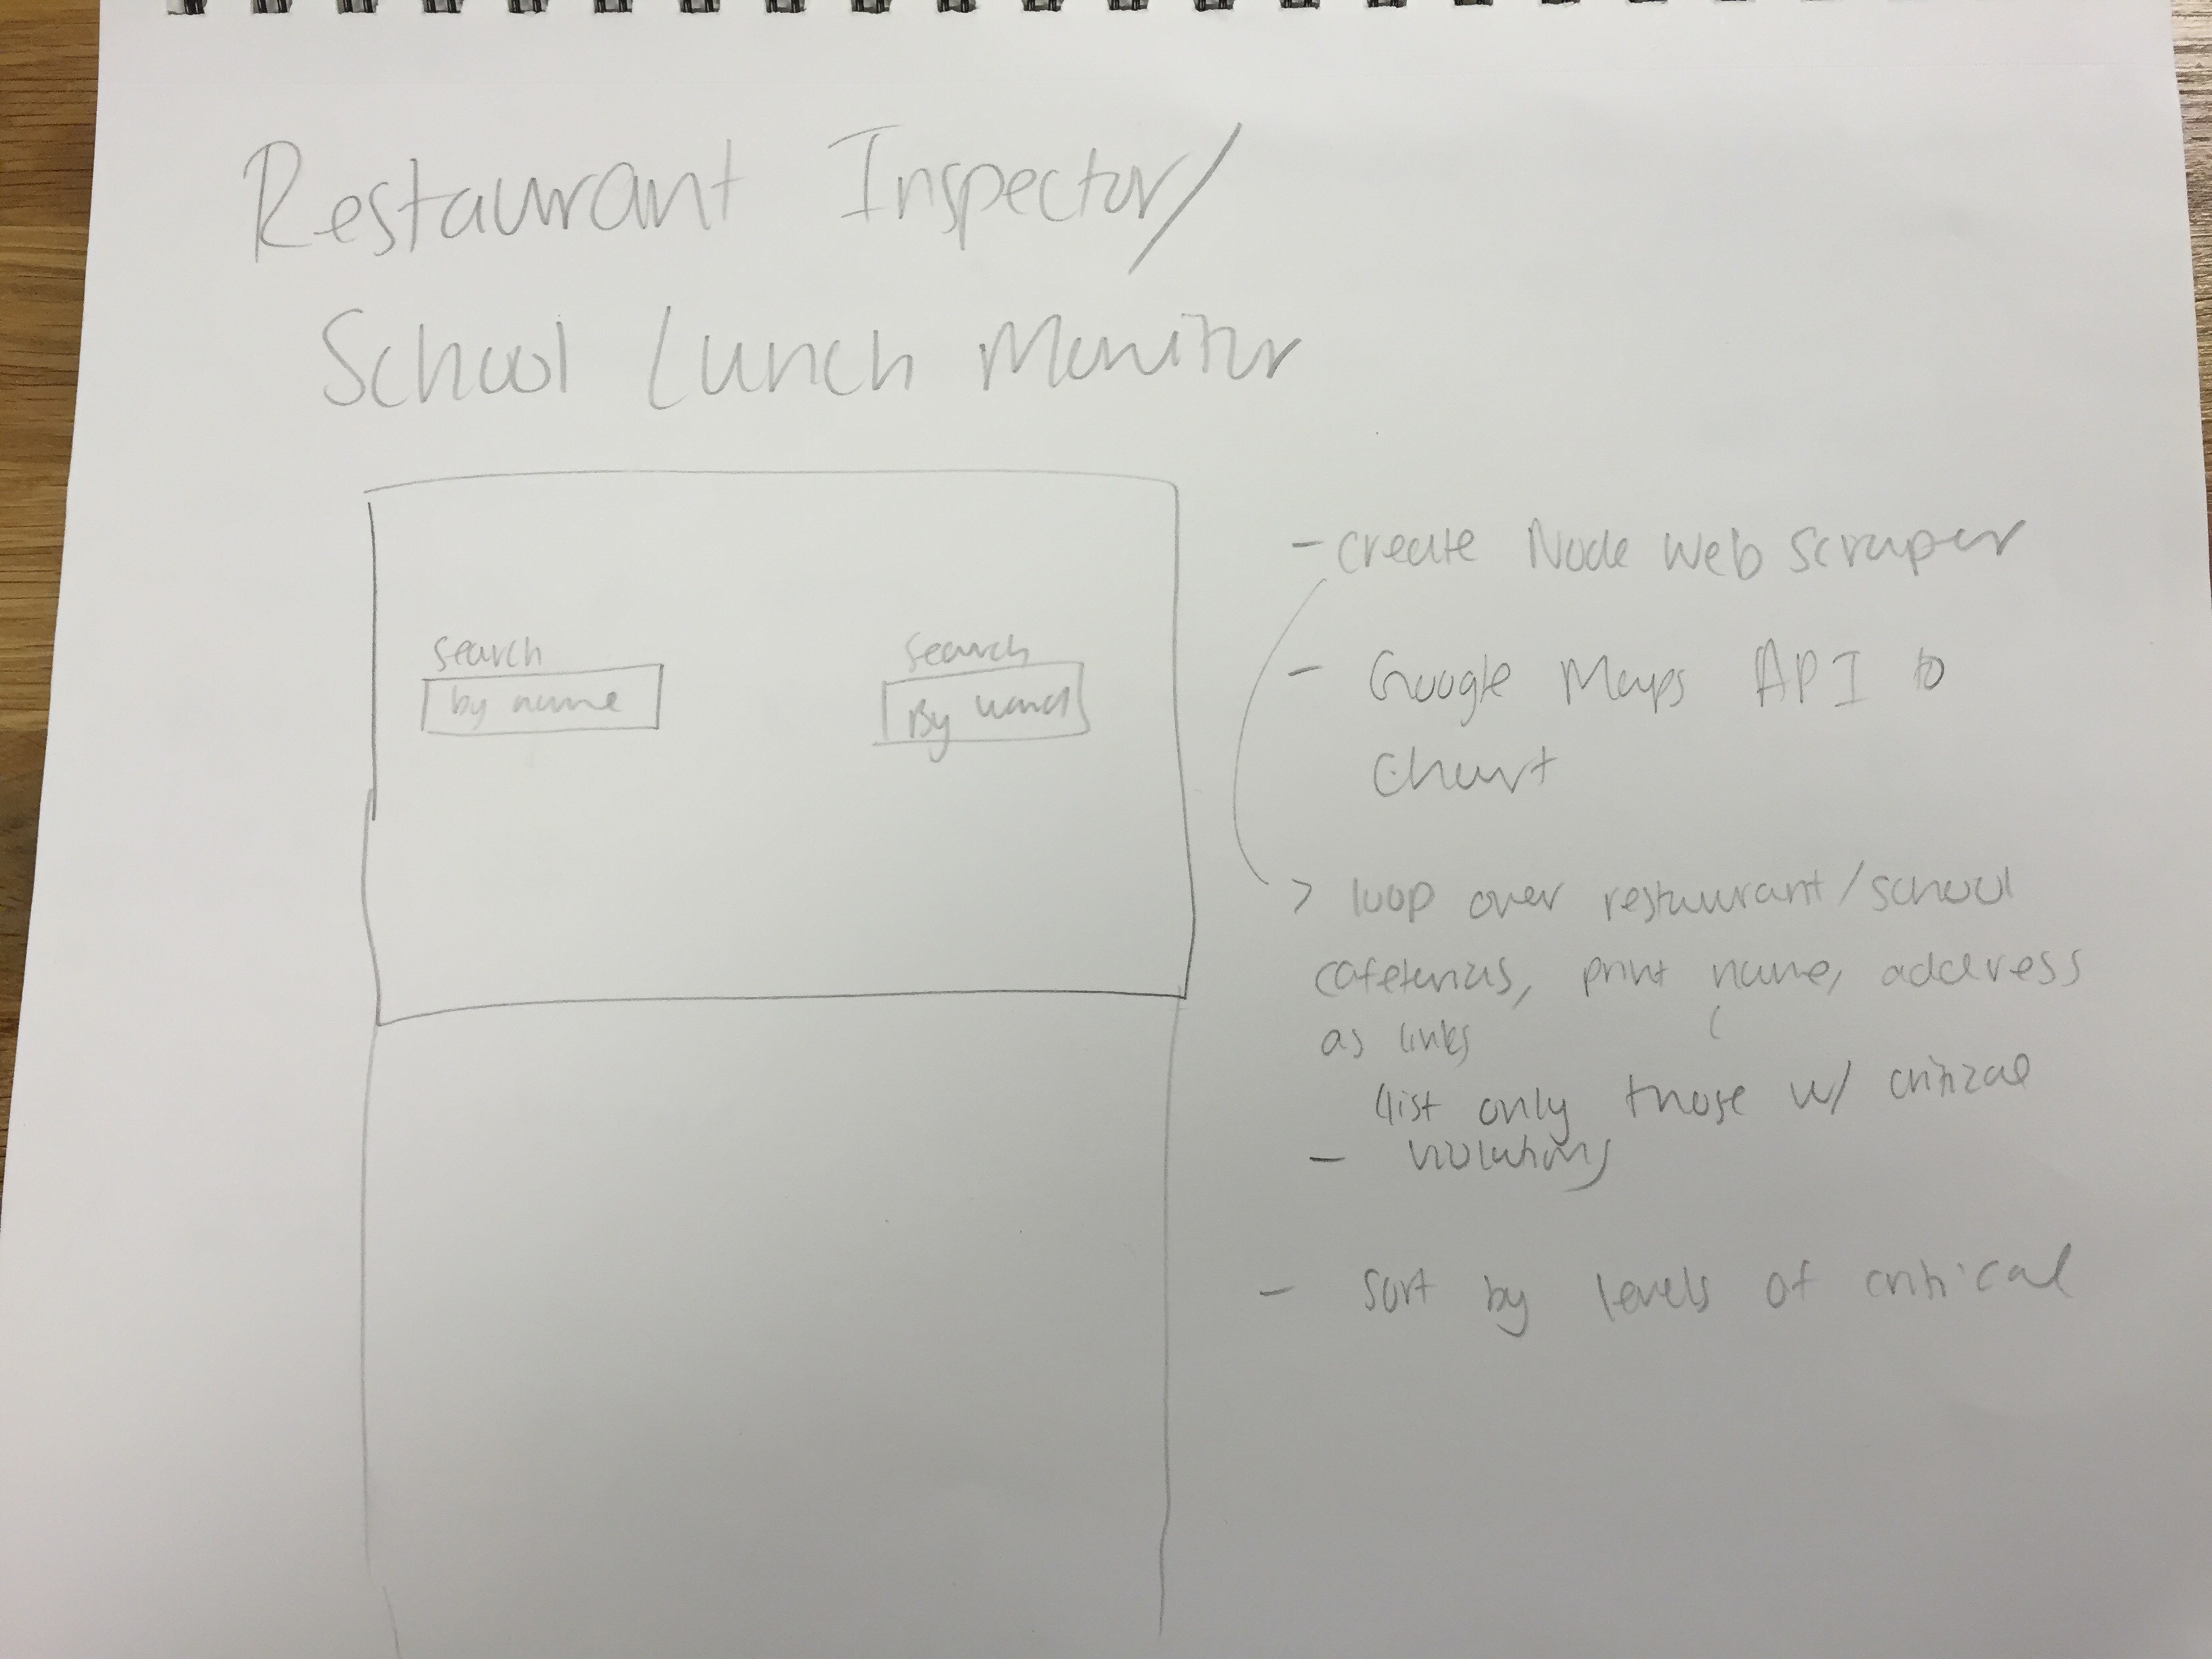 Restaurant Inspector/
School Lunch Monitor
search
by name
search
By ward
- create Node web scraper
- Google Maps API to
chart
> loop over restaurant/school
cafeterias, print name, address
as links
(list only those w/ critical
- violations
- sort by levels of critical